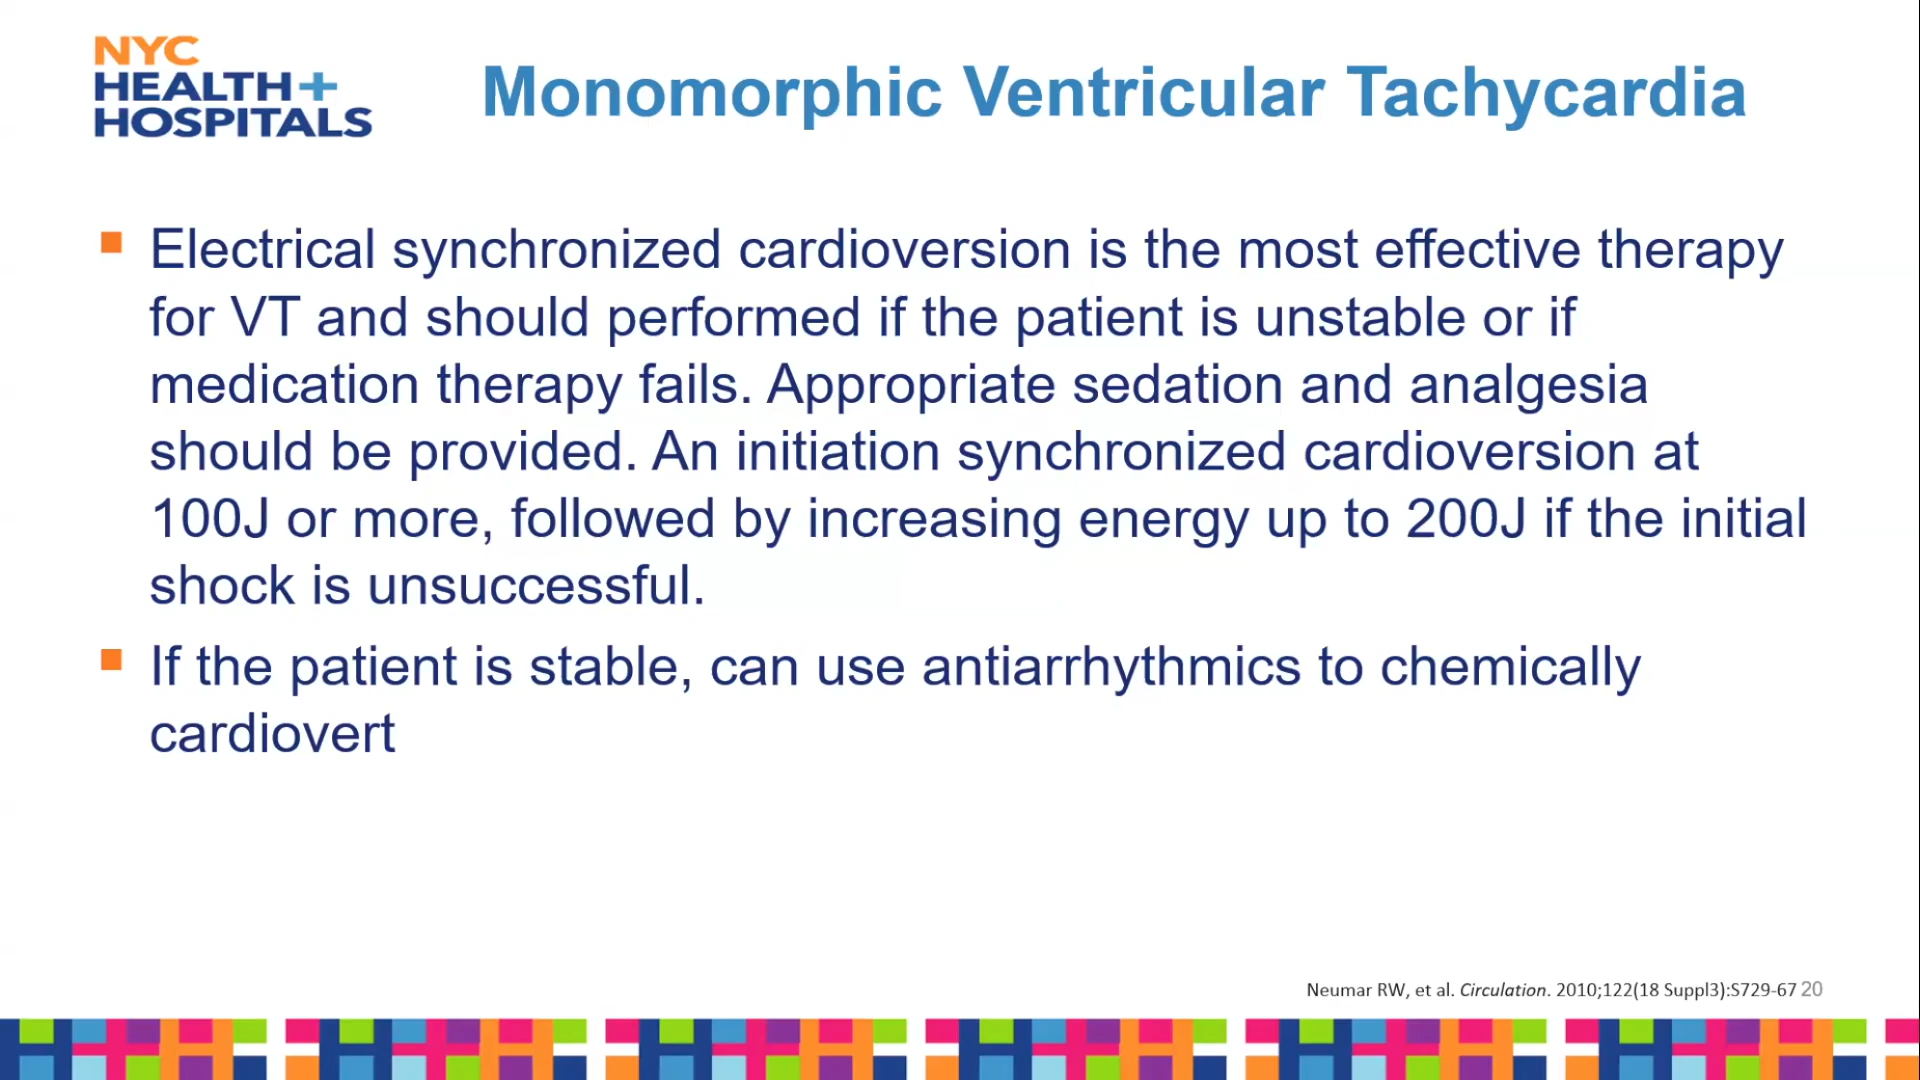 NYC
HEALTH+
HOSPITALS
Monomorphic Ventricular Tachycardia
Electrical synchronized cardioversion is the most effective therapy
for VT and should performed if the patient is unstable or if
medication therapy fails. Appropriate sedation and analgesia
should be provided. An initiation synchronized cardioversion at
100J or more, followed by increasing energy up to 200J if the initial
shock is unsuccessful.
If the patient is stable, can use antiarrhythmics to chemically
cardiovert
Neumar RW, et al. Circulation. 2010;122(18 Suppl3):S729-67 20